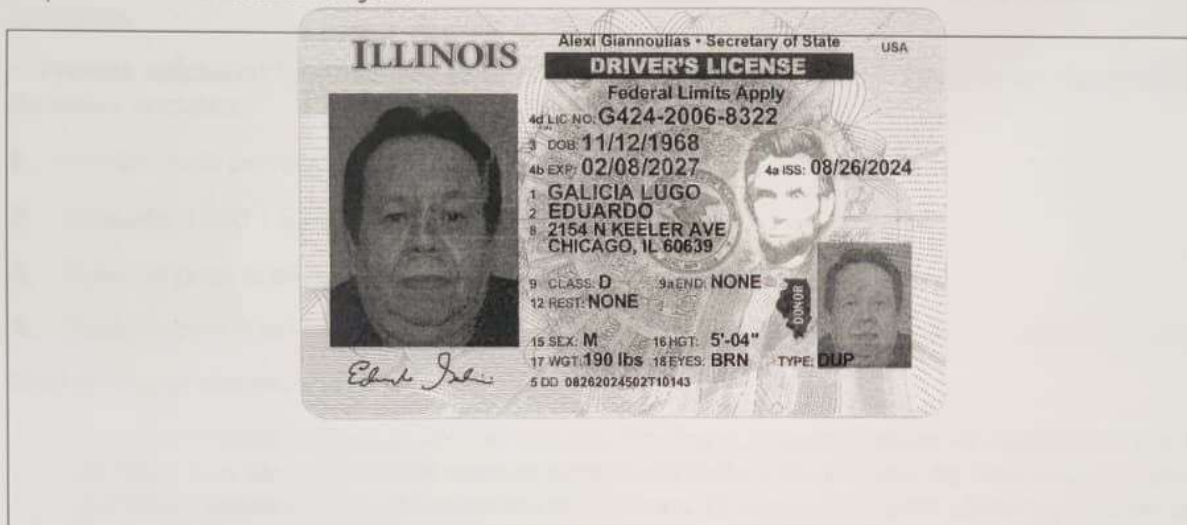 ILLINOIS
Alexi Giannoulias • Secretary of State
USA
DRIVER'S LICENSE
Federal Limits Apply
4d LIC NO: G424-2006-8322
3 DOB: 11/12/1968
4b EXP: 02/08/2027 4a ISS: 08/26/2024
1 GALICIA LUGO
2 EDUARDO
8 2154 N KEELER AVE
CHICAGO, IL 60639
9 CLASS: D 9a END: NONE
12 REST: NONE
DONOR
15 SEX: M 16 HGT: 5'-04"
17 WGT: 190 lbs 18 EYES: BRN TYPE: DUP
5 DD 08262024502T10143